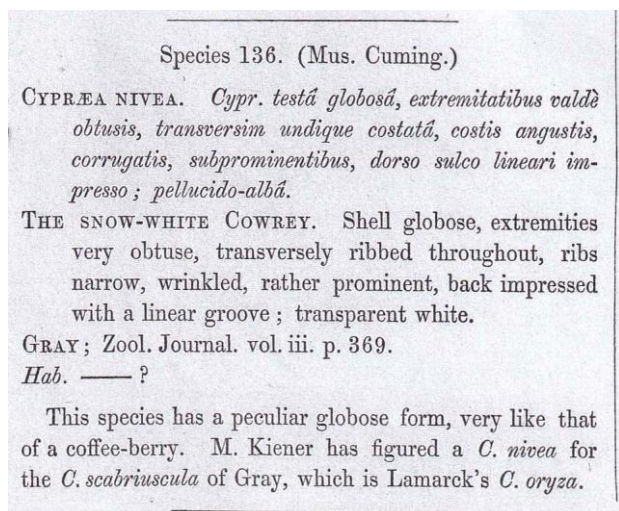 Species 136. (Mus. Cuming.)
CYPRÆA NIVEA. Cypr. testâ globosâ, extremitatibus valdè
obtusis, transversim undique costatâ, costis angustis,
corrugatis, subprominentibus, dorso sulco lineari im-
presso ; pellucido-albâ.
THE SNOW-WHITE COWREY. Shell globose, extremities
very obtuse, transversely ribbed throughout, ribs
narrow, wrinkled, rather prominent, back impressed
with a linear groove ; transparent white.
GRAY ; Zool. Journal. vol. iii. p. 369.
Hab. —— ?
This species has a peculiar globose form, very like that
of a coffee-berry. M. Kiener has figured a C. nivea for
the C. scabriuscula of Gray, which is Lamarck's C. oryza.